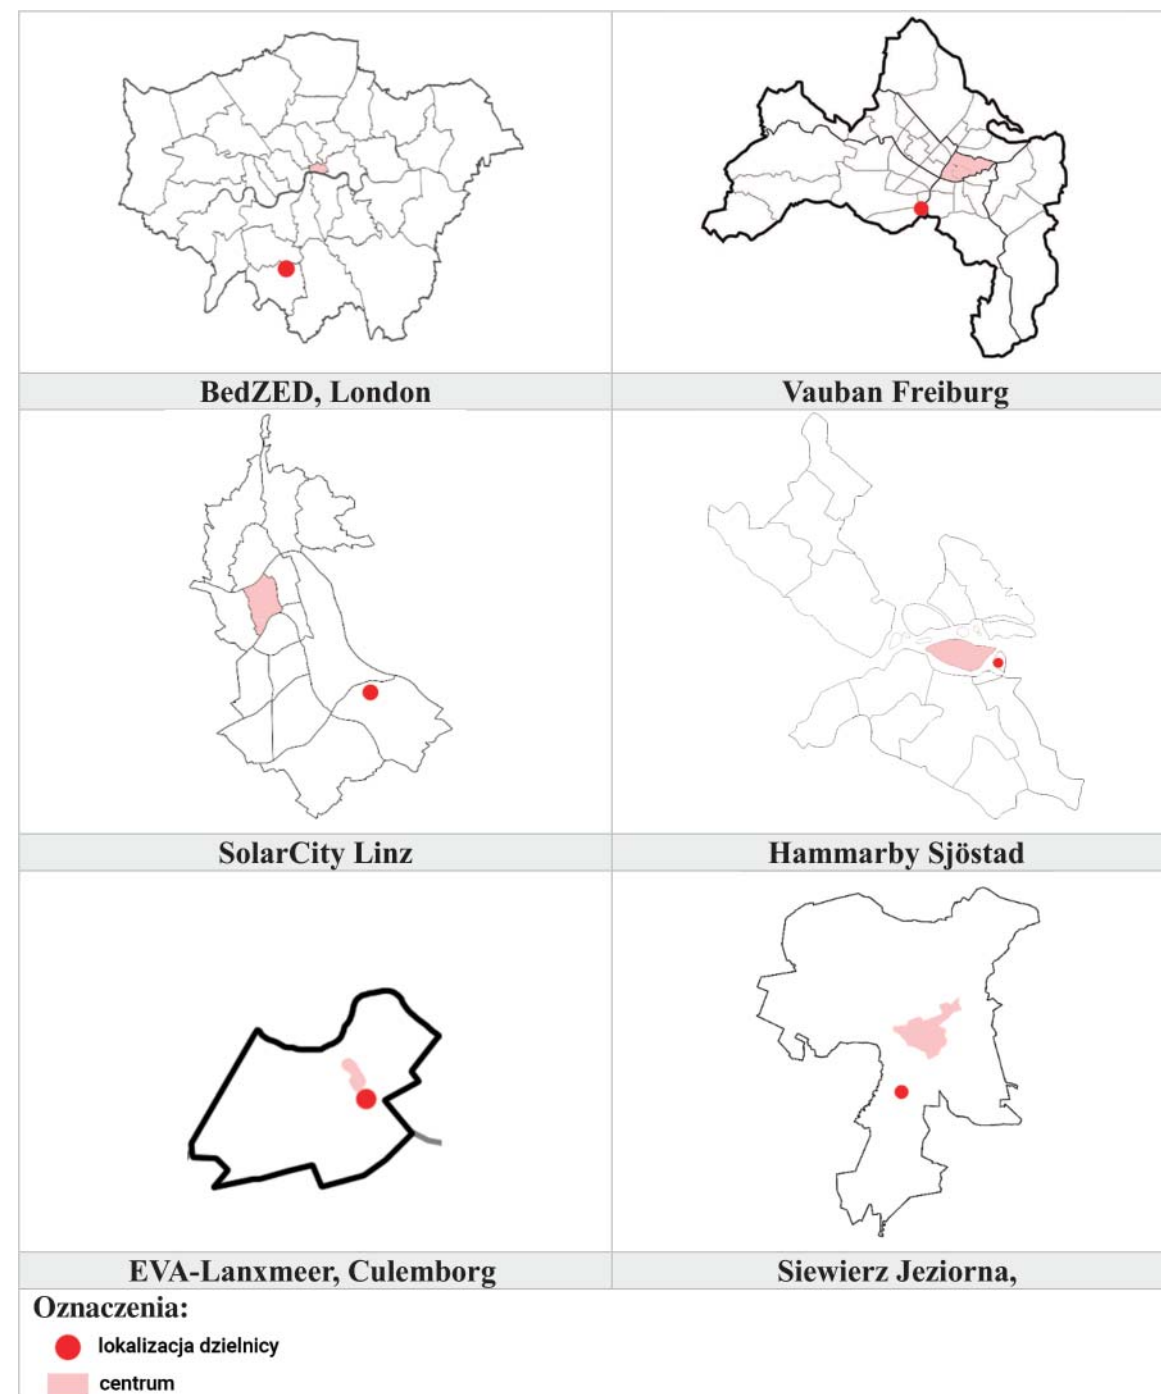 BedZED, London
Vauban Freiburg
SolarCity Linz
Hammarby Sjöstad
EVA-Lanxmeer, Culemborg
Siewierz Jeziorna,
Oznaczenia:
lokalizacja dzielnicy
centrum